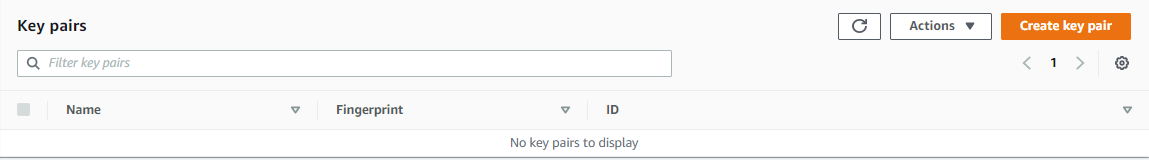 Key pairs
Actions
Create key pair
Filter key pairs
1
Name
Fingerprint
ID
No key pairs to display